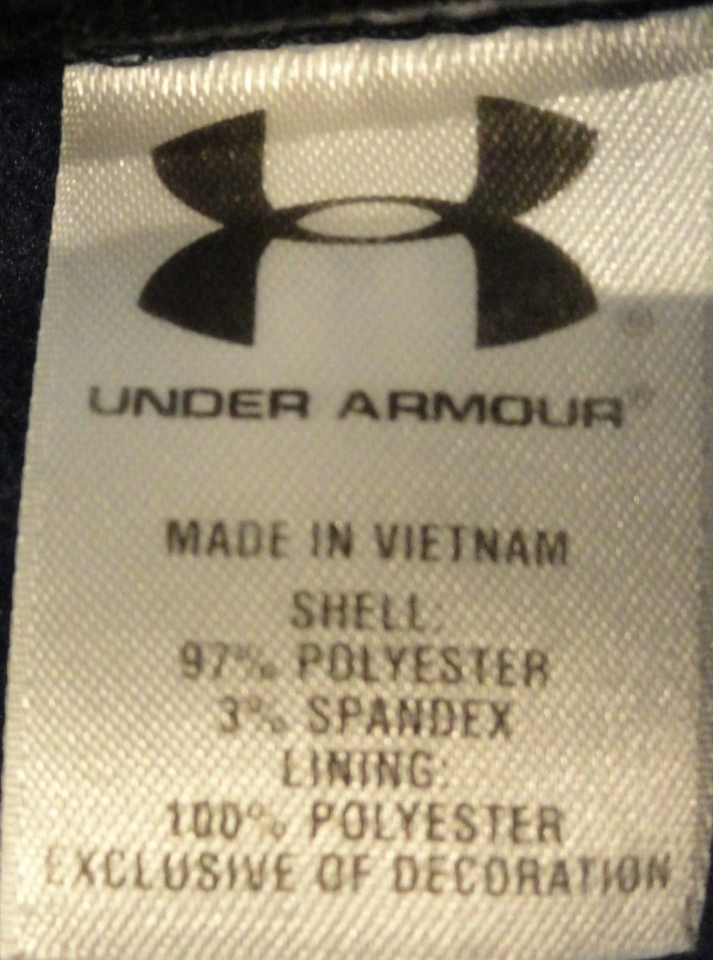 UNDER ARMOUR®
MADE IN VIETNAM
SHELL:
97% POLYESTER
3% SPANDEX
LINING:
100% POLYESTER
EXCLUSIVE OF DECORATION